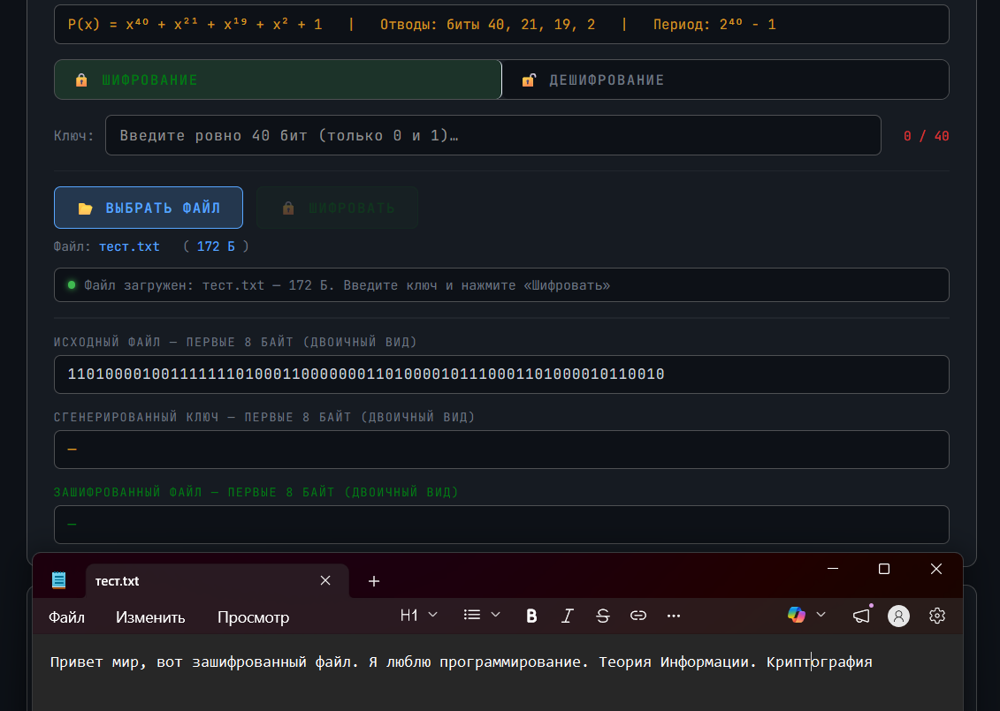 P(x) = x⁴⁰ + x²¹ + x¹⁹ + x² + 1 | Отводы: биты 40, 21, 19, 2 | Период: 2⁴⁰ - 1
ШИФРОВАНИЕ ДЕШИФРОВАНИЕ
Ключ: Введите ровно 40 бит (только 0 и 1)… 0 / 40
ВЫБРАТЬ ФАЙЛ ШИФРОВАТЬ
Файл: тест.txt ( 172 Б )
Файл загружен: тест.txt — 172 Б. Введите ключ и нажмите «Шифровать»
ИСХОДНЫЙ ФАЙЛ — ПЕРВЫЕ 8 БАЙТ (ДВОИЧНЫЙ ВИД)
1101000010011111110100011000000011010000101110001101000010110010
СГЕНЕРИРОВАННЫЙ КЛЮЧ — ПЕРВЫЕ 8 БАЙТ (ДВОИЧНЫЙ ВИД)
—
ЗАШИФРОВАННЫЙ ФАЙЛ — ПЕРВЫЕ 8 БАЙТ (ДВОИЧНЫЙ ВИД)
—
тест.txt
Файл Изменить Просмотр H1 B I S
Привет мир, вот зашифрованный файл. Я люблю программирование. Теория Информации. Криптография